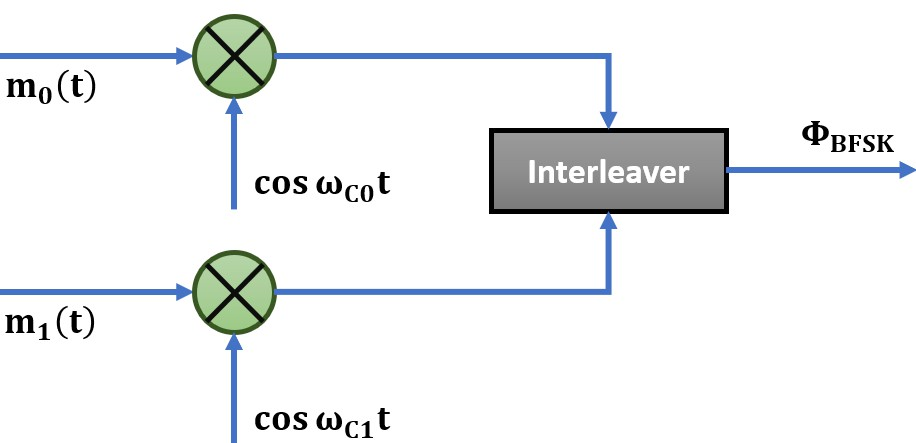 m₀(t)
cos ω_C0 t
Interleaver
Φ_BFSK
m₁(t)
cos ω_C1 t